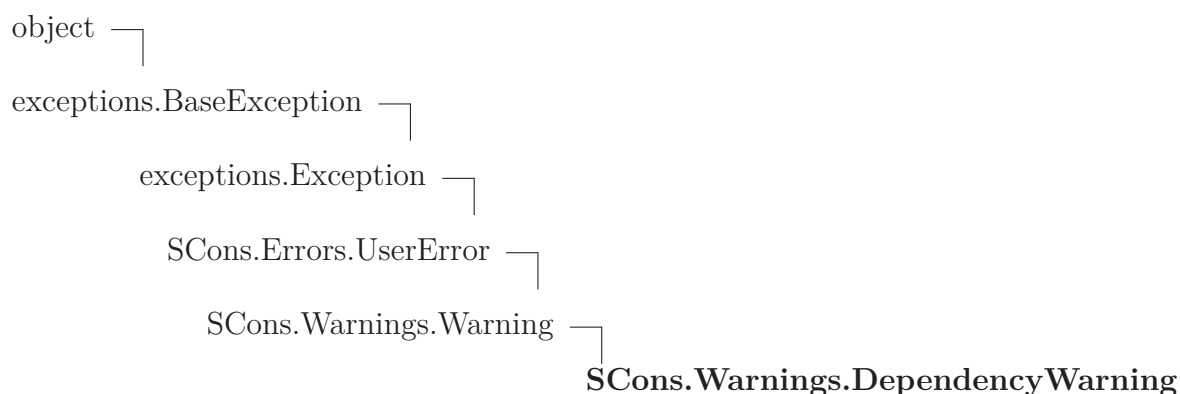 object
exceptions.BaseException
exceptions.Exception
SCons.Errors.UserError
SCons.Warnings.Warning
SCons.Warnings.DependencyWarning